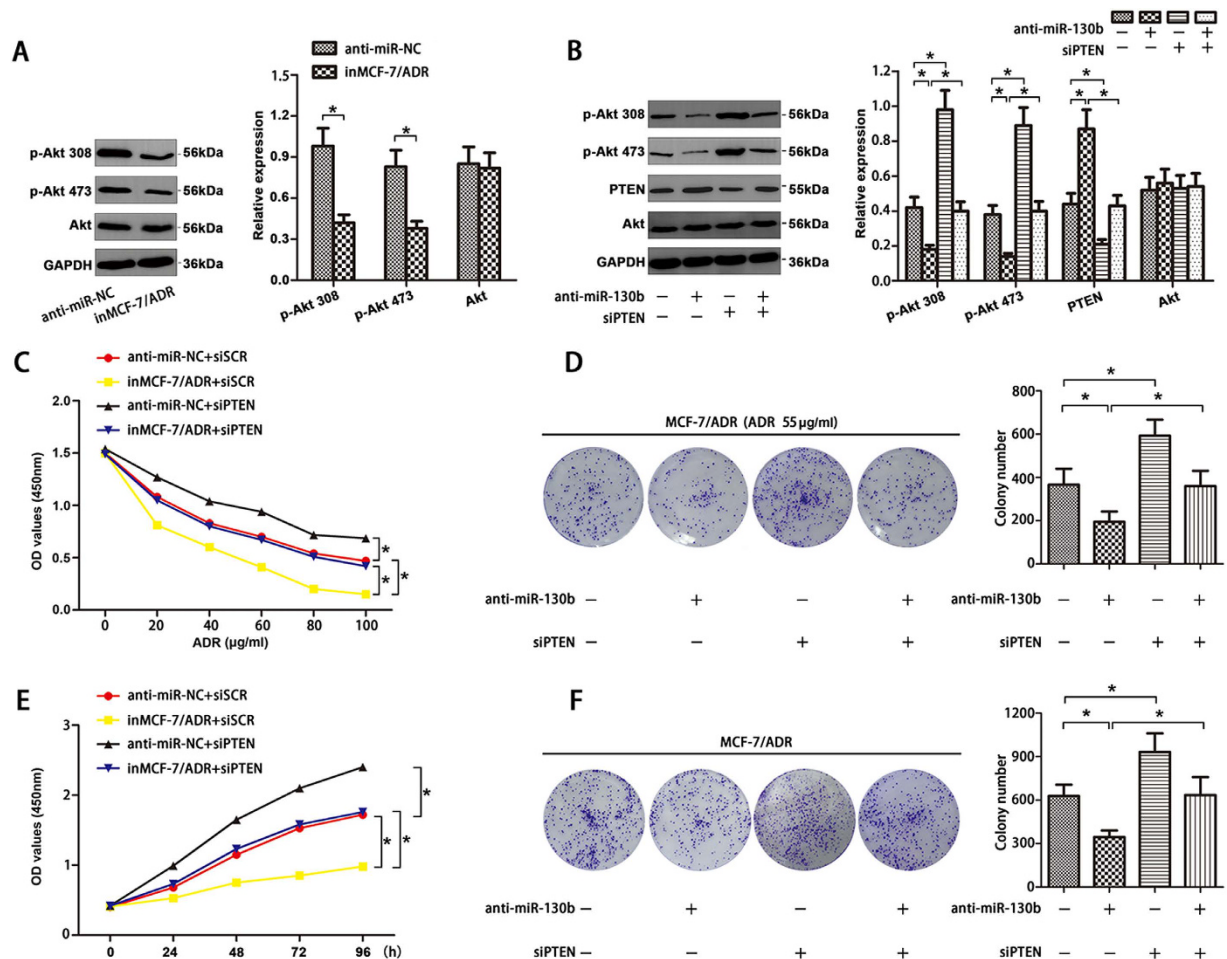 A
anti-miR-NC
inMCF-7/ADR
p-Akt 308
56kDa
p-Akt 473
56kDa
Akt
56kDa
GAPDH
36kDa
anti-miR-NC
inMCF-7/ADR
Relative expression
1.5
1.2
0.9
0.6
0.3
0.0
*
*
p-Akt 308
p-Akt 473
Akt
B
anti-miR-130b − + − +
siPTEN − − + +
p-Akt 308
56kDa
p-Akt 473
56kDa
PTEN
55kDa
Akt
56kDa
GAPDH
36kDa
anti-miR-130b − + − +
siPTEN − − + +
Relative expression
1.2
1.0
0.8
0.6
0.4
0.2
0.0
*
* *
*
* *
*
* *
p-Akt 308
p-Akt 473
PTEN
Akt
C
anti-miR-NC+siSCR
inMCF-7/ADR+siSCR
anti-miR-NC+siPTEN
inMCF-7/ADR+siPTEN
OD values (450nm)
2.0
1.5
1.0
0.5
0.0
*
* *
0 20 40 60 80 100
ADR (μg/ml)
D
MCF-7/ADR (ADR 55μg/ml)
anti-miR-130b − + − +
siPTEN − − + +
Colony number
800
600
400
200
0
*
* *
anti-miR-130b − + − +
siPTEN − − + +
E
anti-miR-NC+siSCR
inMCF-7/ADR+siSCR
anti-miR-NC+siPTEN
inMCF-7/ADR+siPTEN
OD values (450nm)
3
2
1
0
*
* *
0 24 48 72 96 (h)
F
MCF-7/ADR
anti-miR-130b − + − +
siPTEN − − + +
Colony number
1200
900
600
300
0
*
* *
anti-miR-130b − + − +
siPTEN − − + +